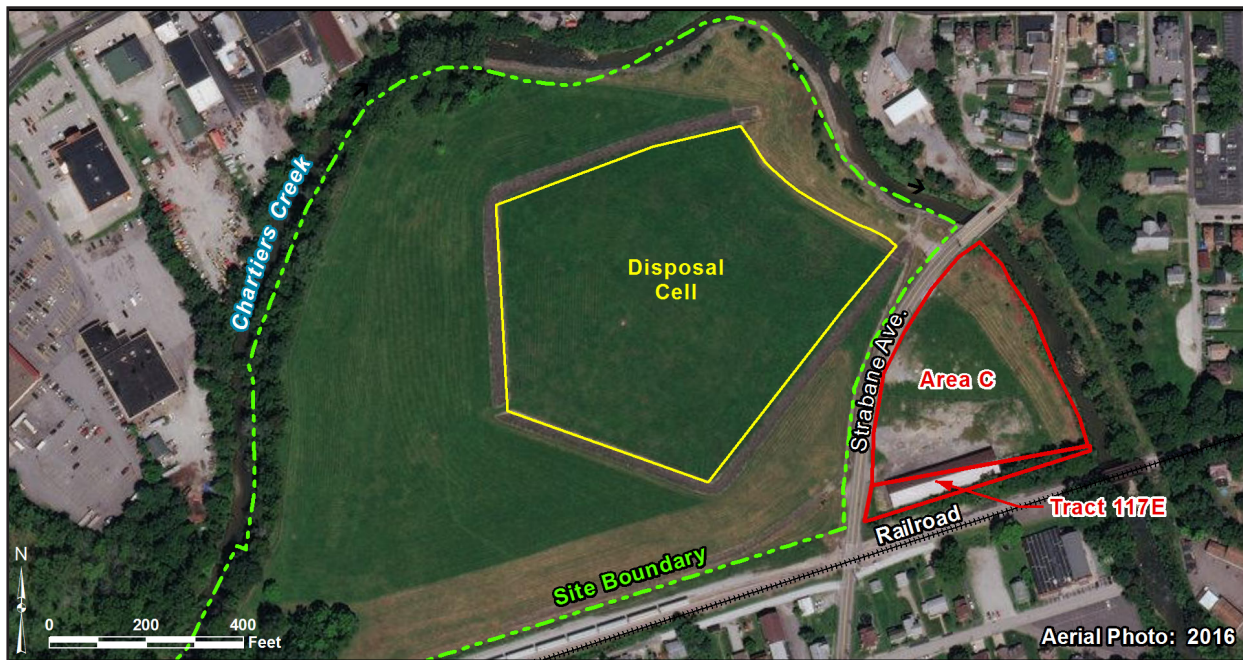 Chartiers Creek
Disposal
Cell
Strabane Ave.
Area C
Tract 117E
Railroad
Site Boundary
N
0 200 400
Feet
Aerial Photo: 2016